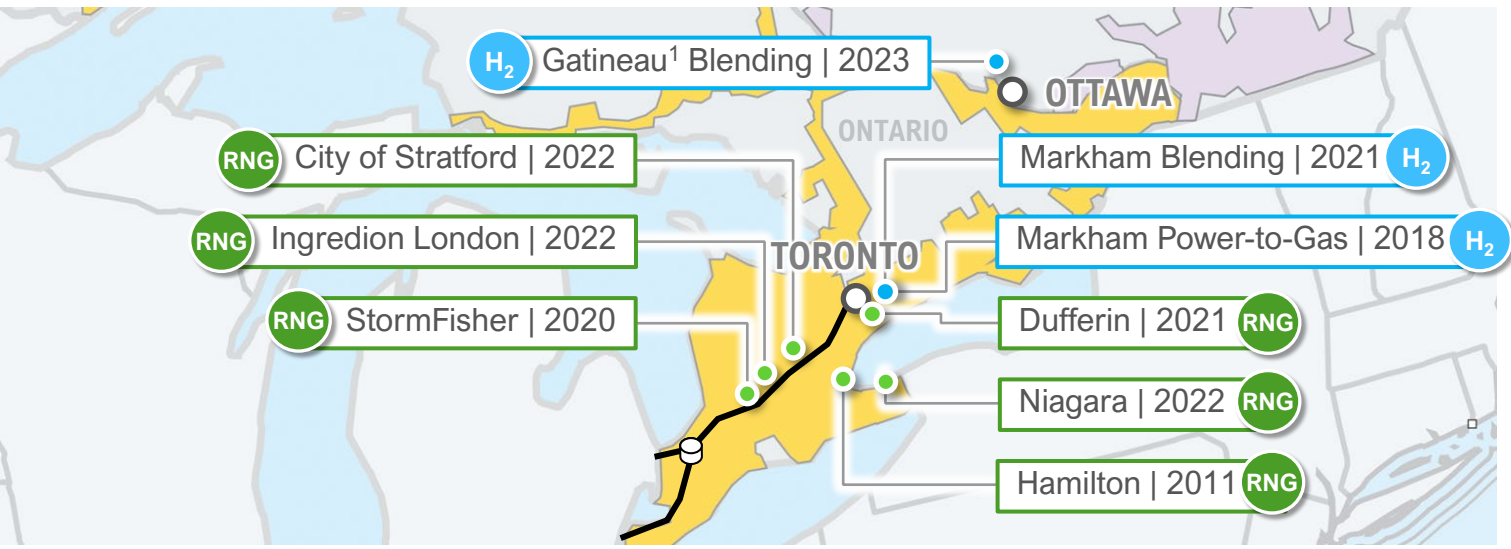 H₂ Gatineau¹ Blending | 2023
OTTAWA
ONTARIO
RNG City of Stratford | 2022
Markham Blending | 2021 H₂
RNG Ingredion London | 2022
TORONTO
Markham Power-to-Gas | 2018 H₂
RNG StormFisher | 2020
Dufferin | 2021 RNG
Niagara | 2022 RNG
Hamilton | 2011 RNG